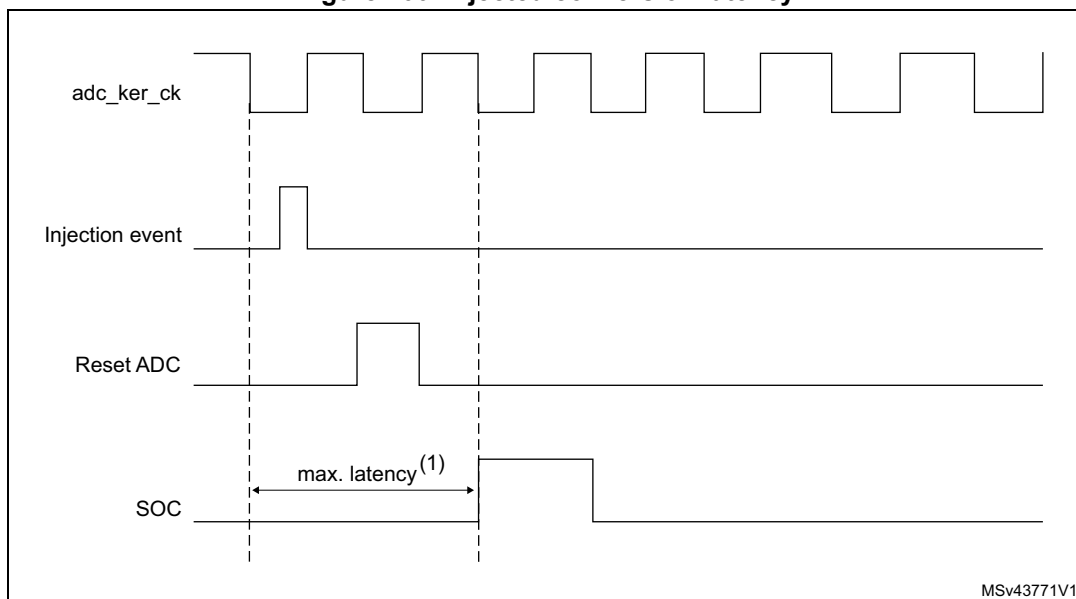 adc_ker_ck
Injection event
Reset ADC
max. latency(1)
SOC
MSv43771V1